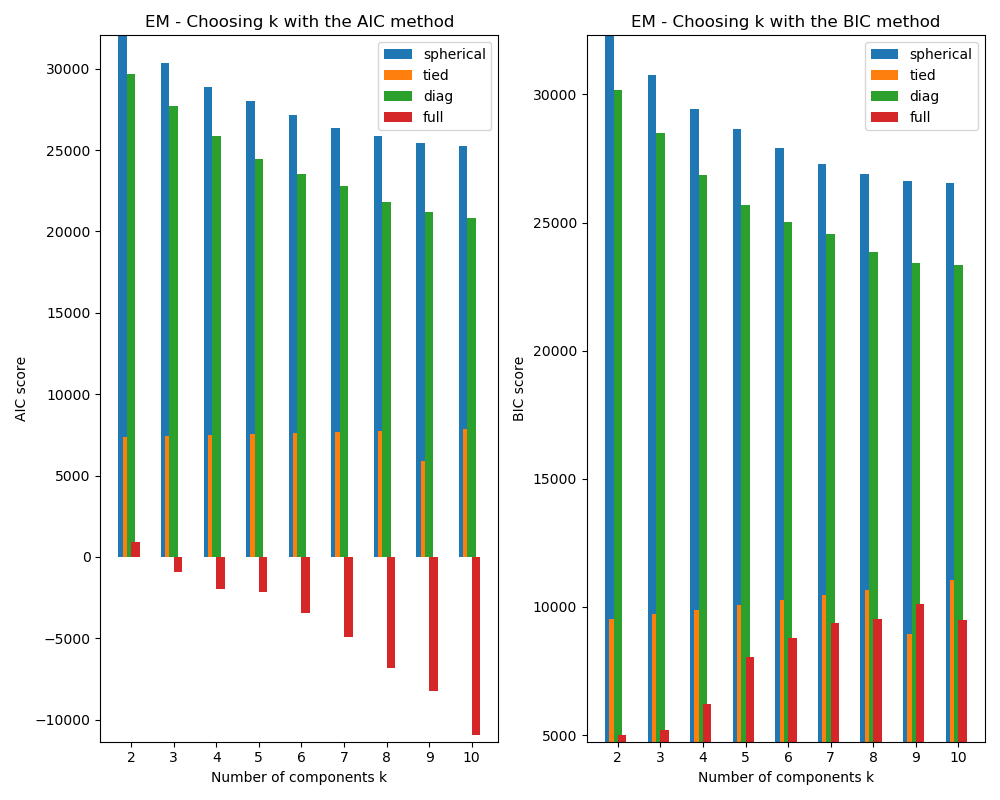 EM - Choosing k with the AIC method
AIC score
30000
25000
20000
15000
10000
5000
0
−5000
−10000
spherical
tied
diag
full
2 3 4 5 6 7 8 9 10
Number of components k
EM - Choosing k with the BIC method
BIC score
30000
25000
20000
15000
10000
5000
spherical
tied
diag
full
2 3 4 5 6 7 8 9 10
Number of components k